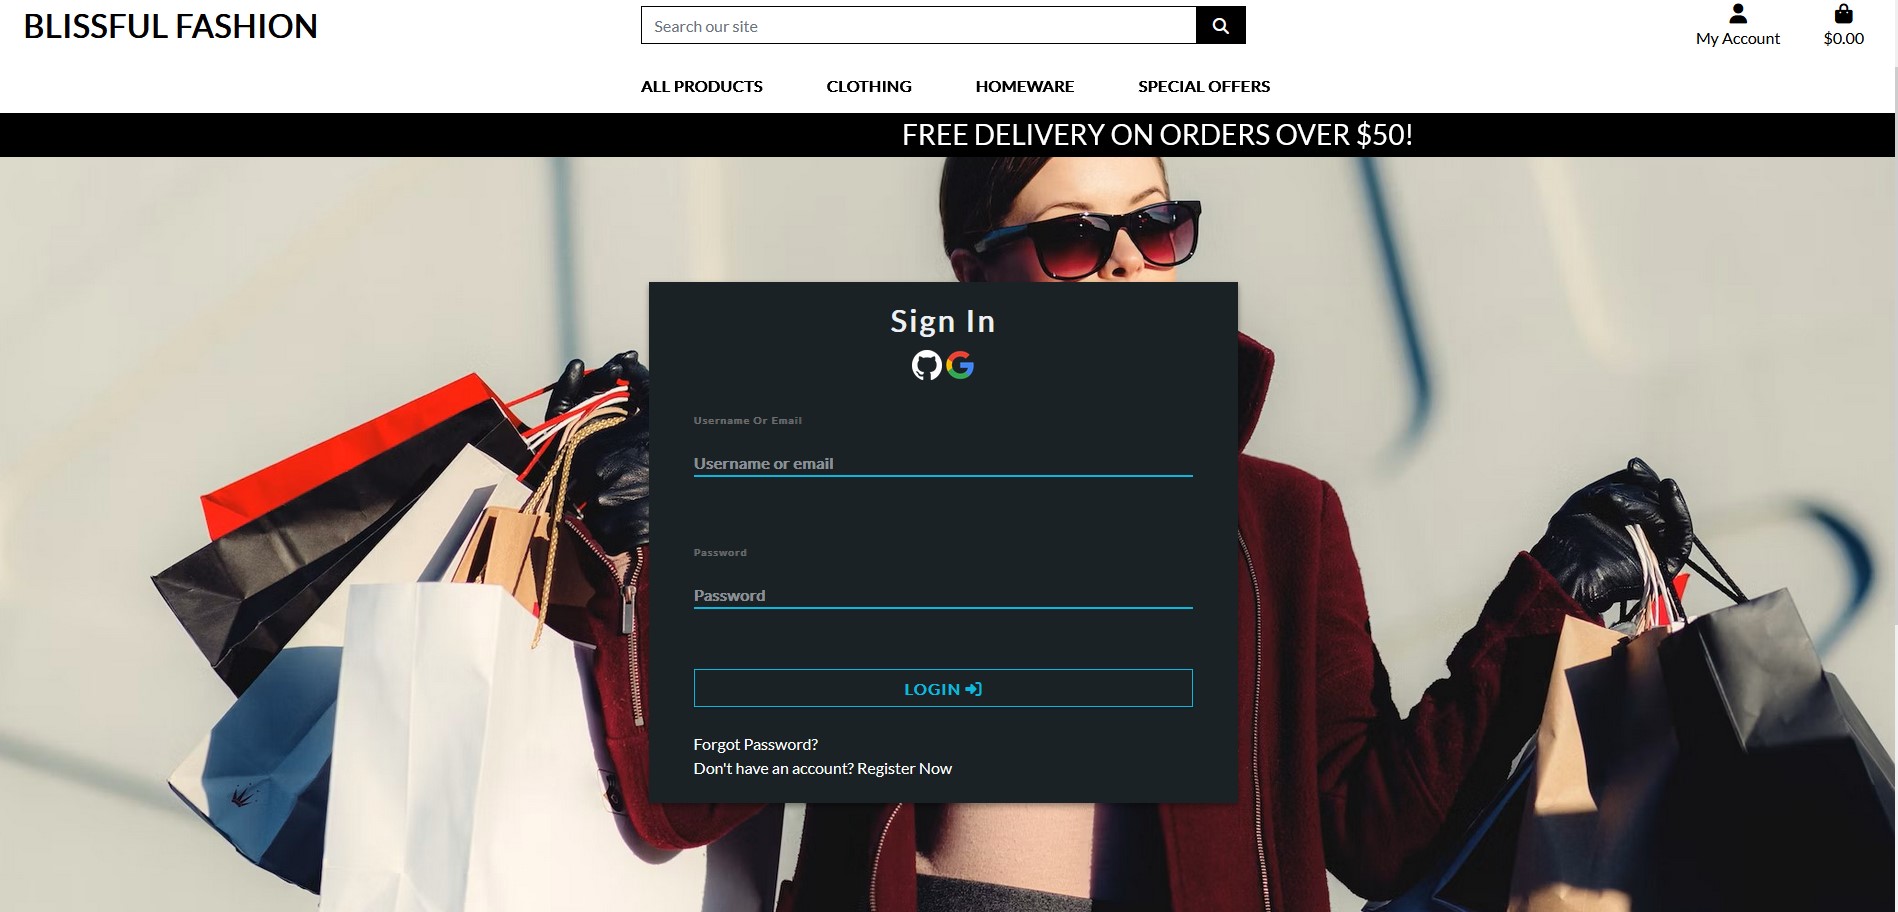 BLISSFUL FASHION
Search our site
My Account
$0.00
ALL PRODUCTS
CLOTHING
HOMEWARE
SPECIAL OFFERS
FREE DELIVERY ON ORDERS OVER $50!
Sign In
Username Or Email
Username or email
Password
Password
LOGIN
Forgot Password?
Don't have an account? Register Now